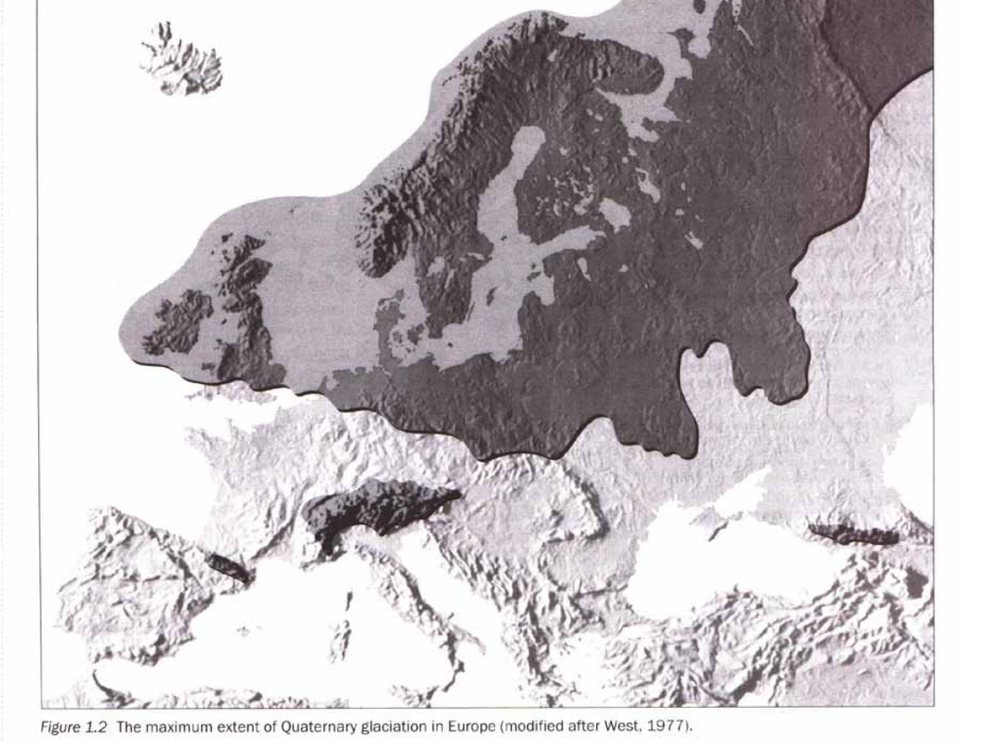 Figure 1.2 The maximum extent of Quaternary glaciation in Europe (modified after West, 1977).